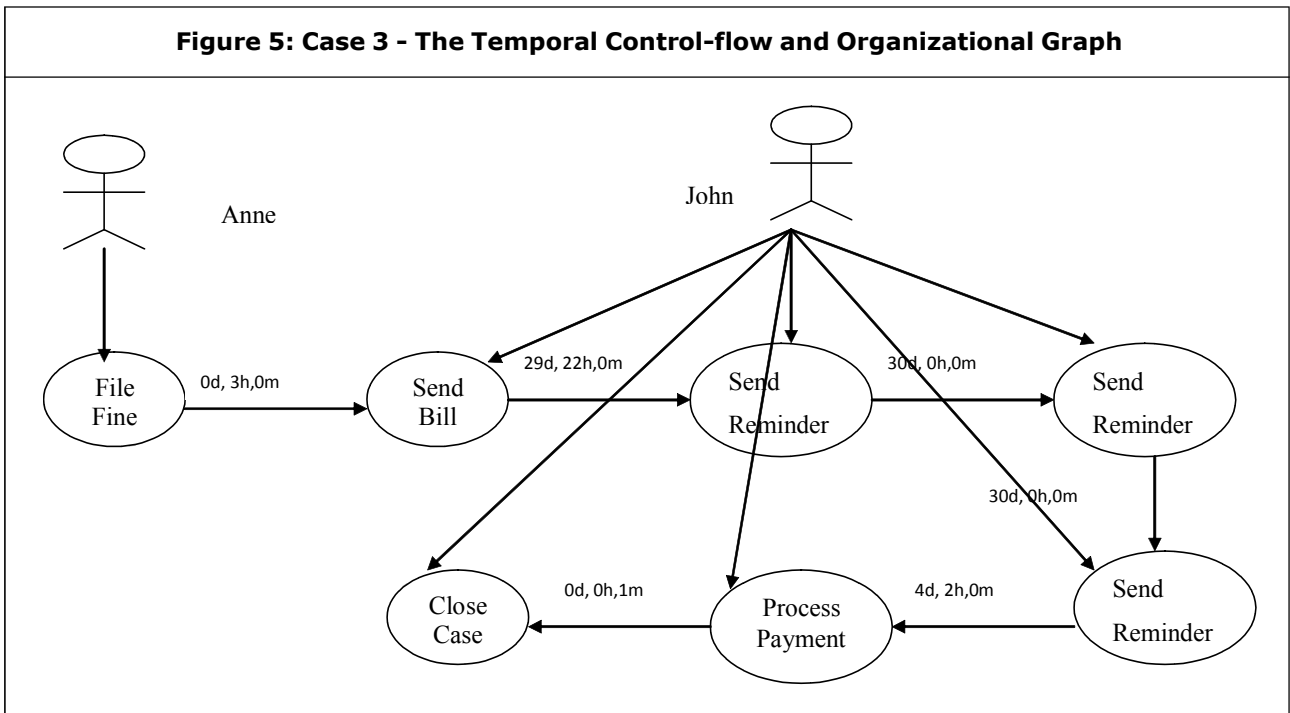 Figure 5: Case 3 - The Temporal Control-flow and Organizational Graph
Anne
John
File
Fine
0d, 3h,0m
Send
Bill
29d, 22h,0m
Send
Reminder
30d, 0h,0m
Send
Reminder
30d, 0h,0m
Close
Case
0d, 0h,1m
Process
Payment
4d, 2h,0m
Send
Reminder